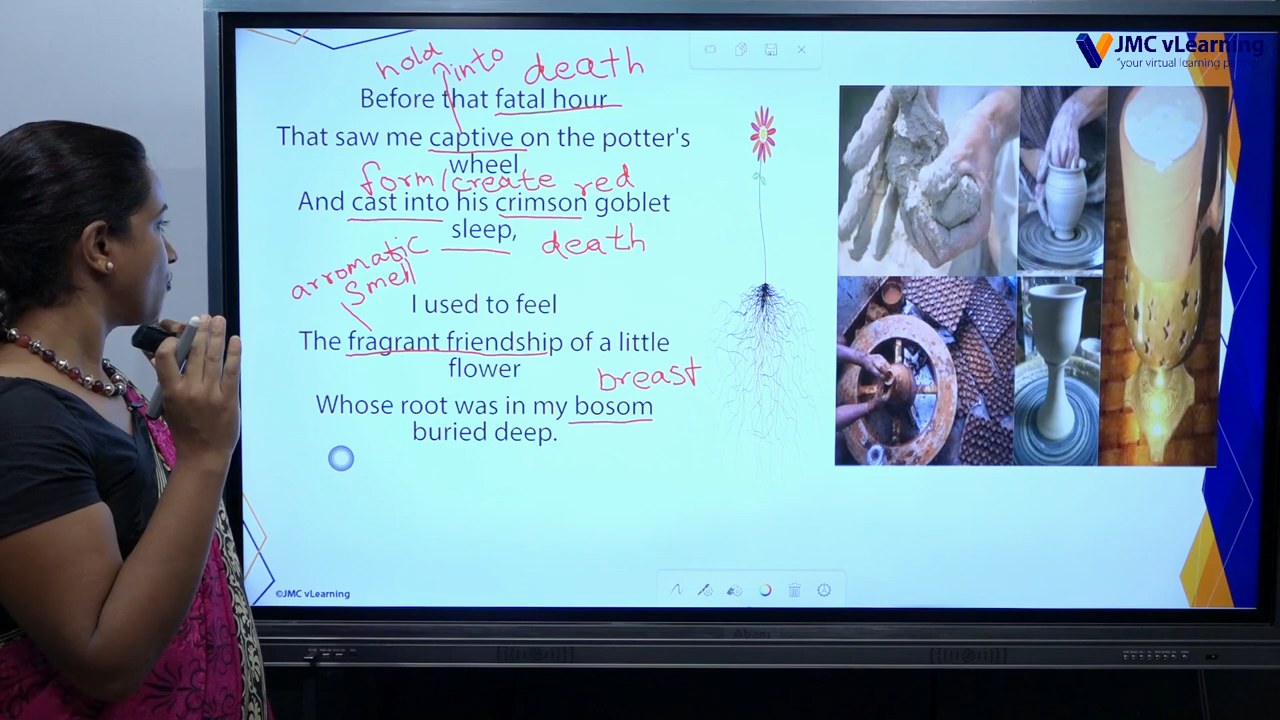 JMC vLearning
"your virtual learning
hold into death
Before that fatal hour
That saw me captive on the potter's
wheel
form/create red
And cast into his crimson goblet
sleep,
death
arromatic
smell
I used to feel
The fragrant friendship of a little
flower
breast
Whose root was in my bosom
buried deep.
©JMC vLearning